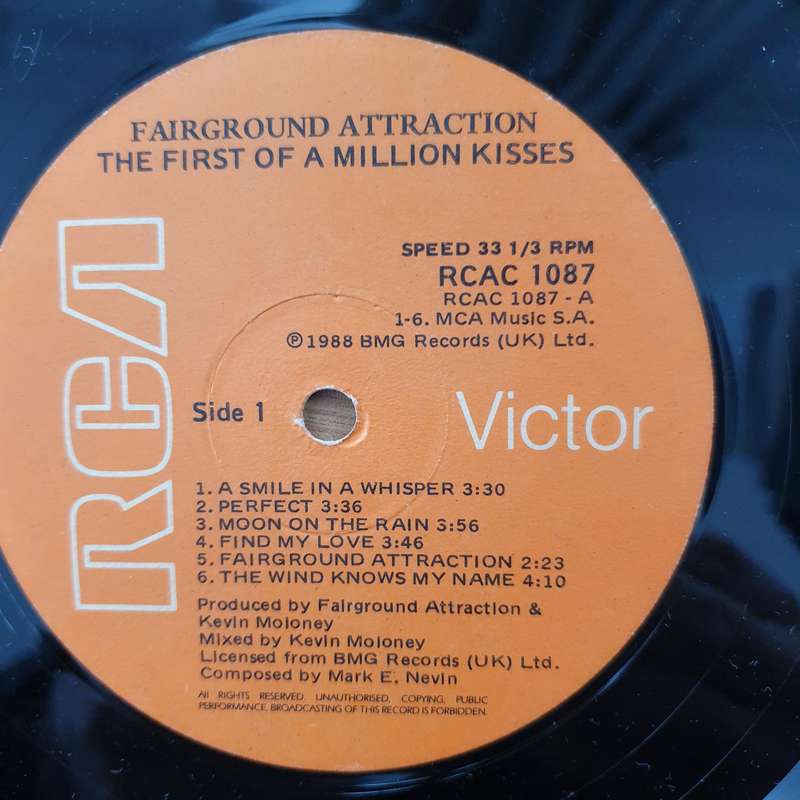 FAIRGROUND ATTRACTION
THE FIRST OF A MILLION KISSES
RCA
SPEED 33 1/3 RPM
RCAC 1087
RCAC 1087 - A
1-6. MCA Music S.A.
℗ 1988 BMG Records (UK) Ltd.
Side 1
Victor
1. A SMILE IN A WHISPER 3:30
2. PERFECT 3:36
3. MOON ON THE RAIN 3:56
4. FIND MY LOVE 3:46
5. FAIRGROUND ATTRACTION 2:23
6. THE WIND KNOWS MY NAME 4:10
Produced by Fairground Attraction &
Kevin Moloney
Mixed by Kevin Moloney
Licensed from BMG Records (UK) Ltd.
Composed by Mark E. Nevin
All RIGHTS RESERVED. UNAUTHORISED, COPYING, PUBLIC
PERFORMANCE, BROADCASTING OF THIS RECORD IS FORBIDDEN.